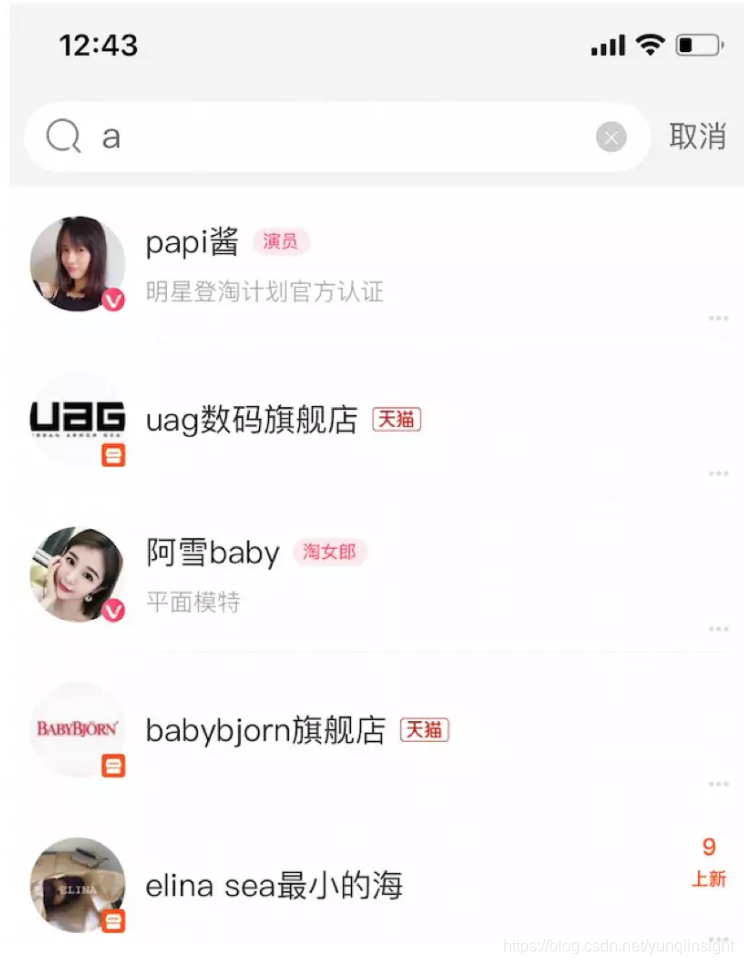 12:43
a
取消
papi酱 演员
明星登淘计划官方认证
UAG
uag数码旗舰店 天猫
阿雪baby 淘女郎
平面模特
BABYBJÖRN
babybjorn旗舰店 天猫
9
ELINA
elina sea最小的海
上新
https://blog.csdn.net/yunqiinsight